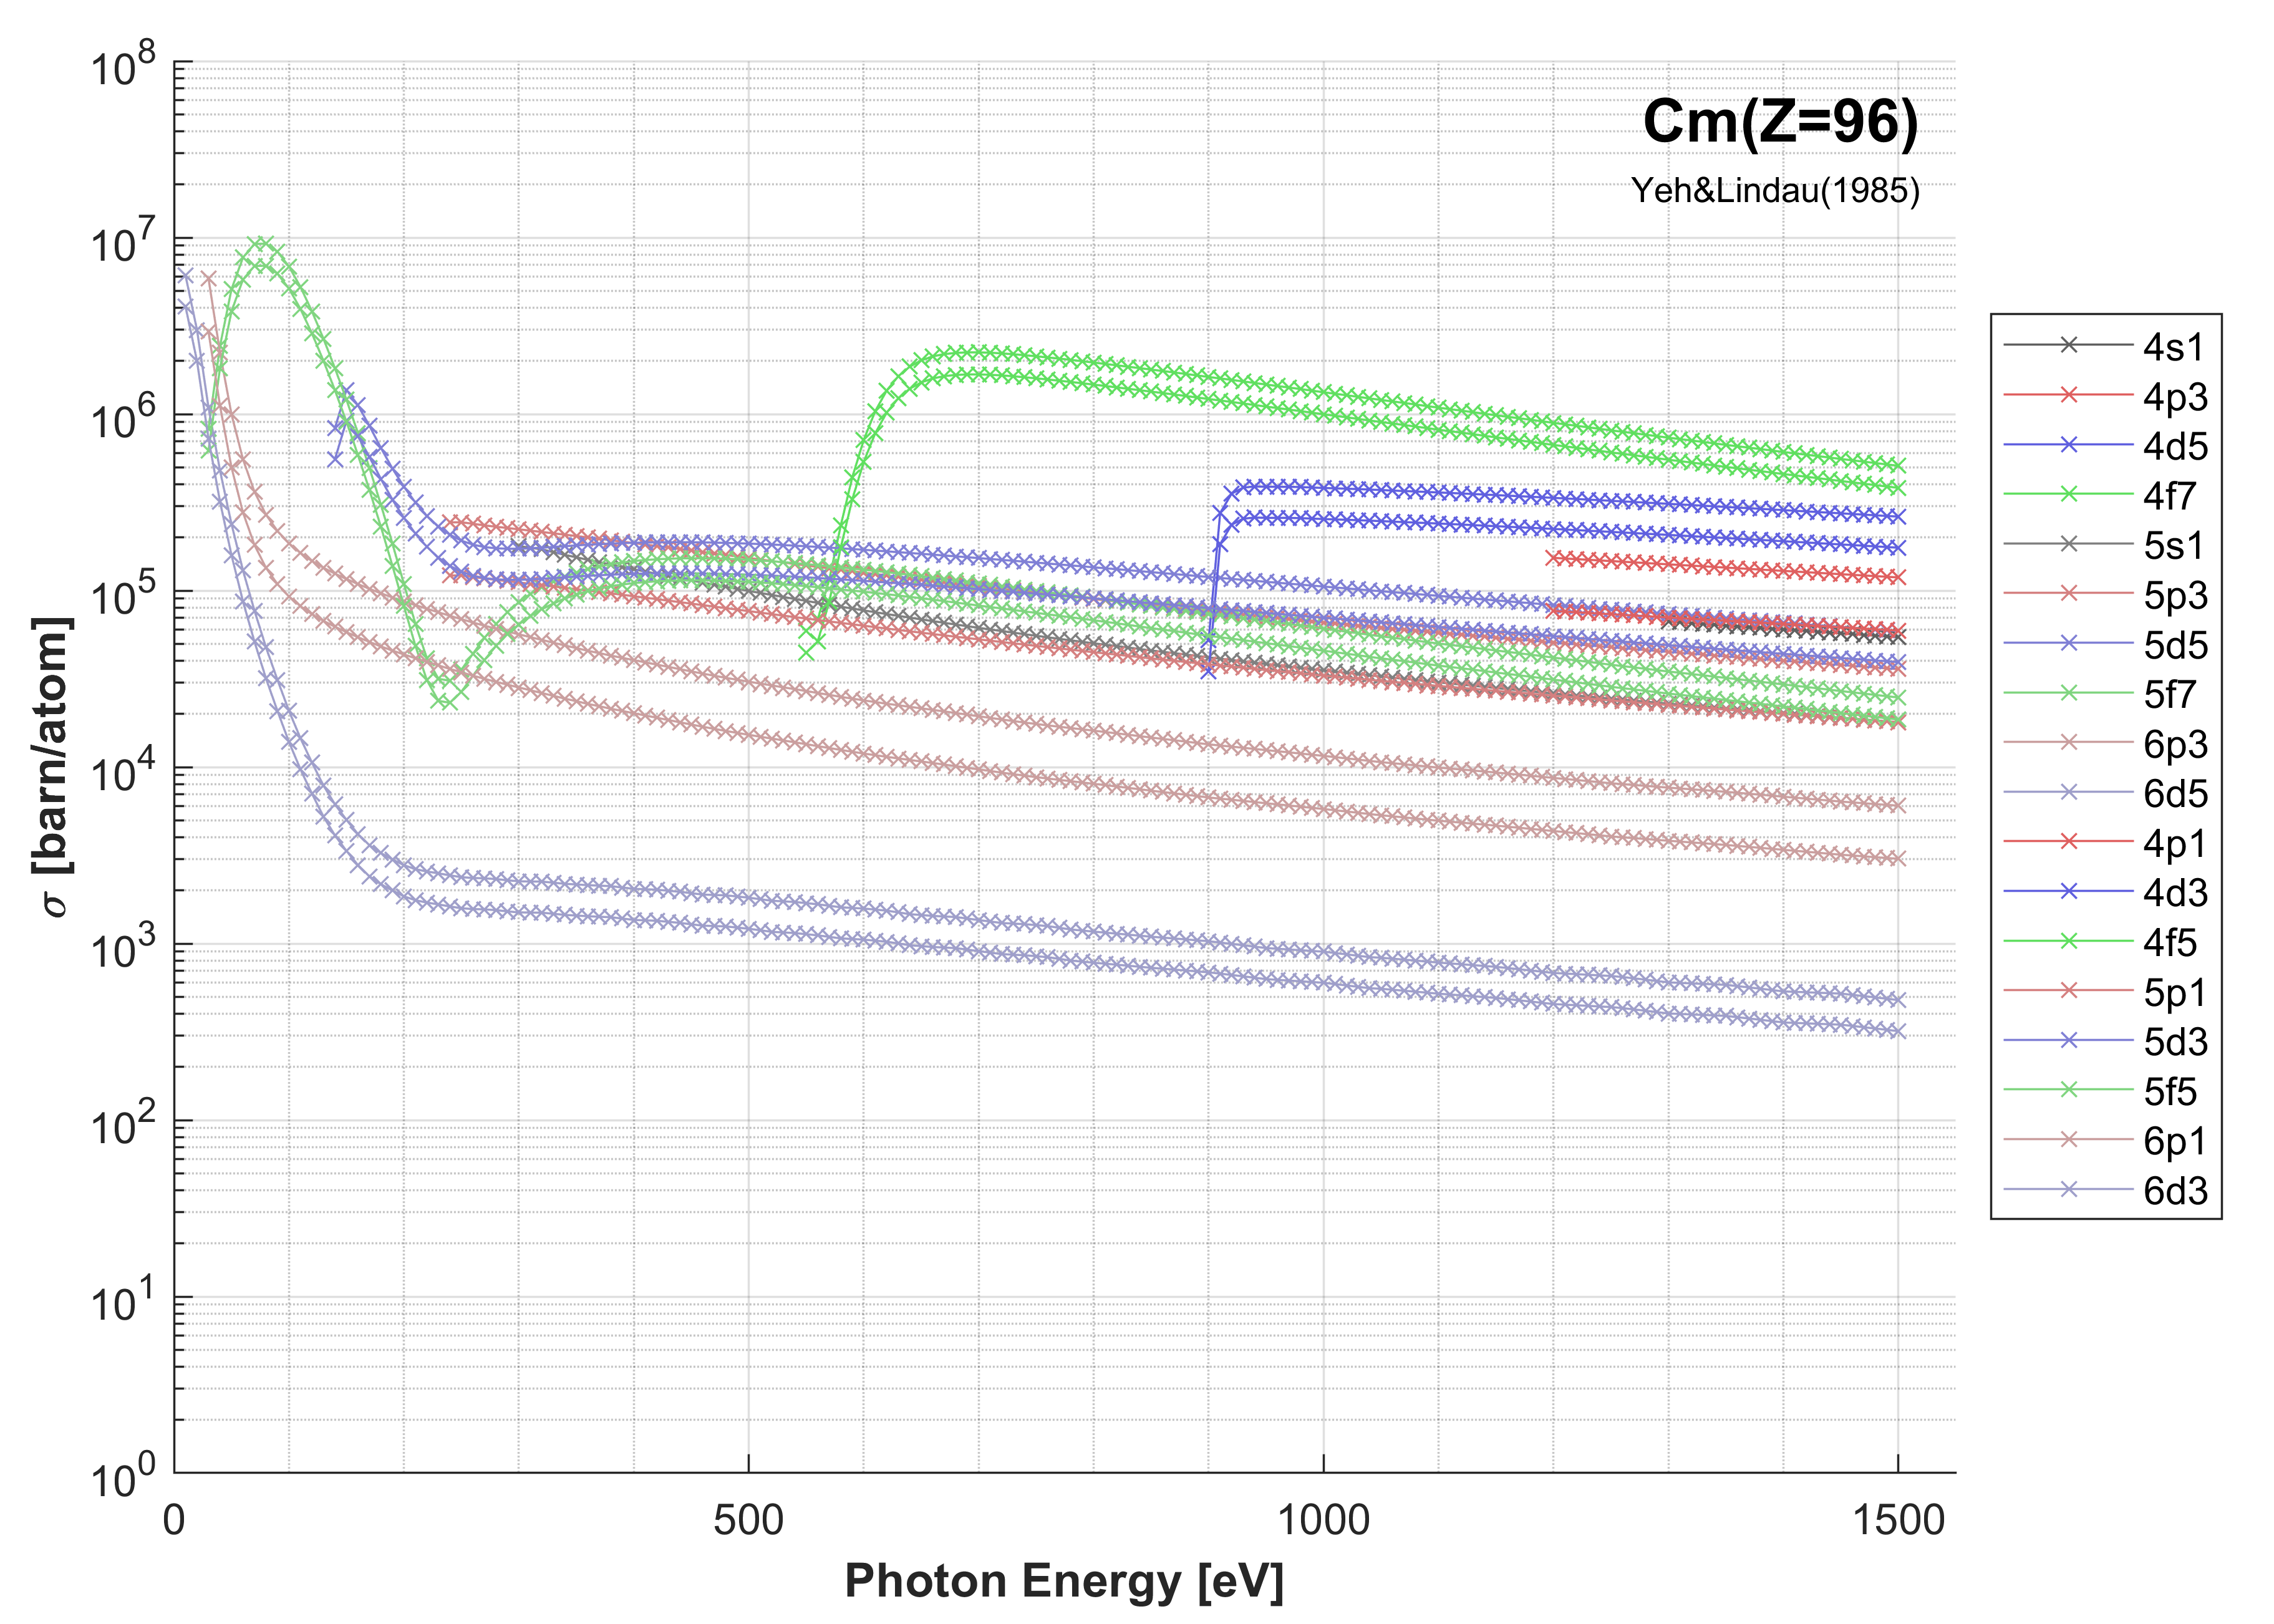 Cm(Z=96)
Yeh&Lindau(1985)
σ [barn/atom]
10^8
10^7
10^6
10^5
10^4
10^3
10^2
10^1
10^0
0 500 1000 1500
Photon Energy [eV]
4s1
4p3
4d5
4f7
5s1
5p3
5d5
5f7
6p3
6d5
4p1
4d3
4f5
5p1
5d3
5f5
6p1
6d3